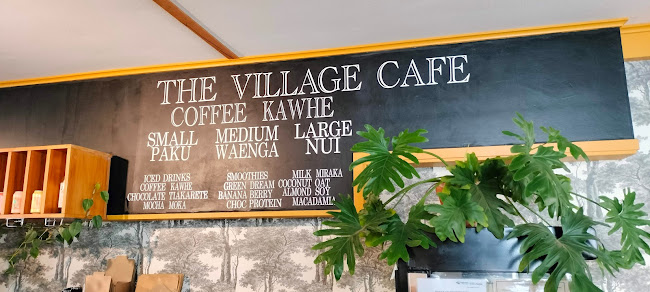 THE VILLAGE CAFE
COFFEE KAWHE
SMALL MEDIUM LARGE
PAKU WAENGA NUI
ICED DRINKS SMOOTHIES MILK MIRAKA
COFFEE KAWIE GREEN DREAM COCONUT OAT
CHOCOLATE TIAKARETE BANANA BERRY ALMOND SOY
MOCHA MOKA CHOC PROTEIN MACADAMIA